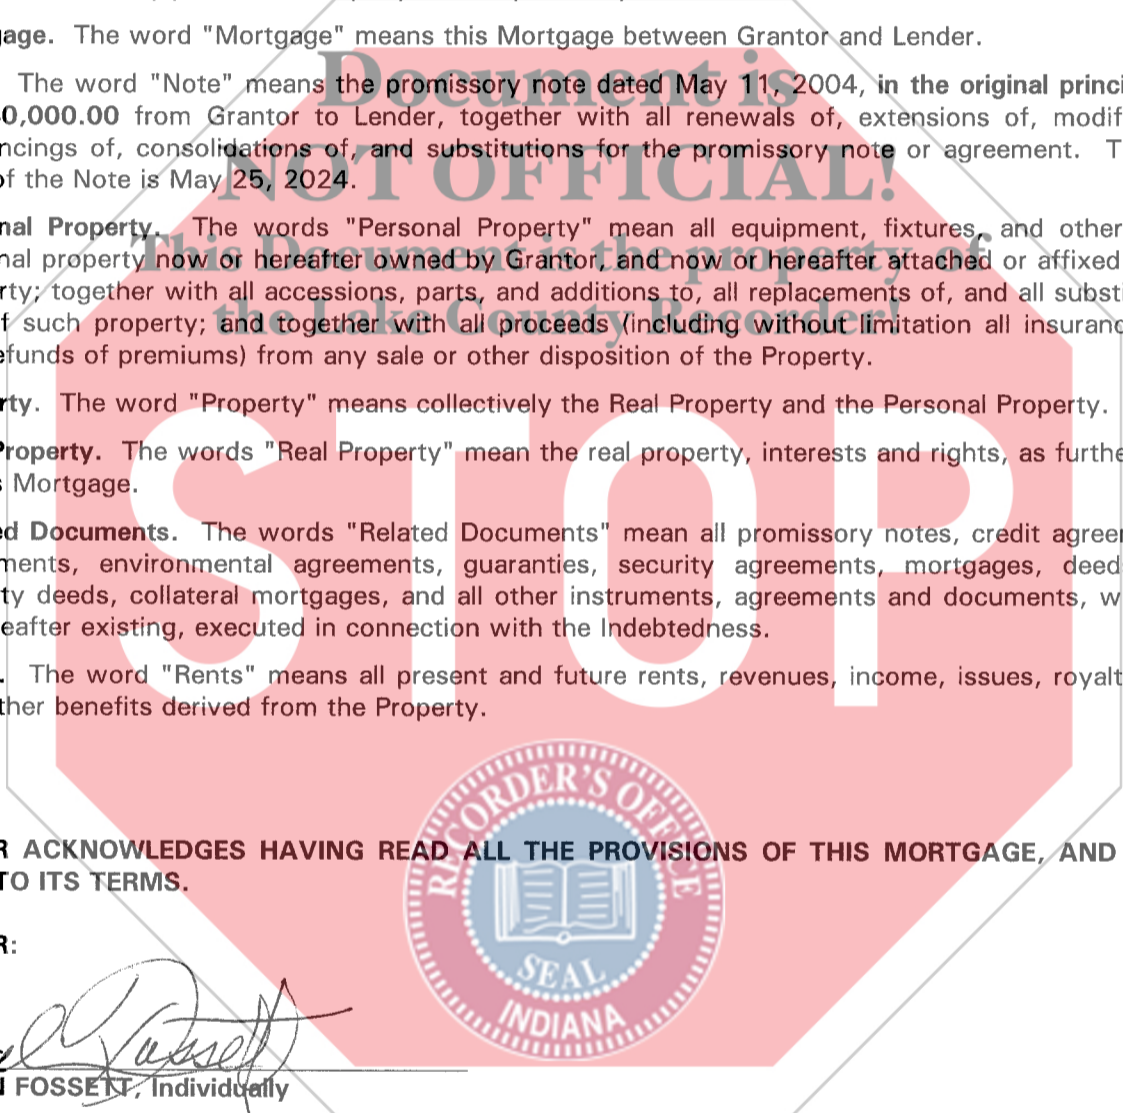 age. The word "Mortgage" means this Mortgage between Grantor and Lender.
The word "Note" means the promissory note dated May 11, 2004, in the original princi
0,000.00 from Grantor to Lender, together with all renewals of, extensions of, modif
ncings of, consolidations of, and substitutions for the promissory note or agreement. T
of the Note is May 25, 2024.
nal Property. The words "Personal Property" mean all equipment, fixtures, and other
nal property now or hereafter owned by Grantor, and now or hereafter attached or affixed
rty; together with all accessions, parts, and additions to, all replacements of, and all substi
f such property; and together with all proceeds (including without limitation all insuranc
efunds of premiums) from any sale or other disposition of the Property.
rty. The word "Property" means collectively the Real Property and the Personal Property.
Property. The words "Real Property" mean the real property, interests and rights, as furthe
s Mortgage.
ed Documents. The words "Related Documents" mean all promissory notes, credit agreer
ments, environmental agreements, guaranties, security agreements, mortgages, deed
ty deeds, collateral mortgages, and all other instruments, agreements and documents, w
eafter existing, executed in connection with the Indebtedness.
. The word "Rents" means all present and future rents, revenues, income, issues, royalt
ther benefits derived from the Property.
R ACKNOWLEDGES HAVING READ ALL THE PROVISIONS OF THIS MORTGAGE, AND
TO ITS TERMS.
R:
Fossett
FOSSETT, Individually
Document is
NOT OFFICIAL!
This Document is the property of
the Lake County Recorder!
STOP
RECORDER'S OFFICE
SEAL
INDIANA